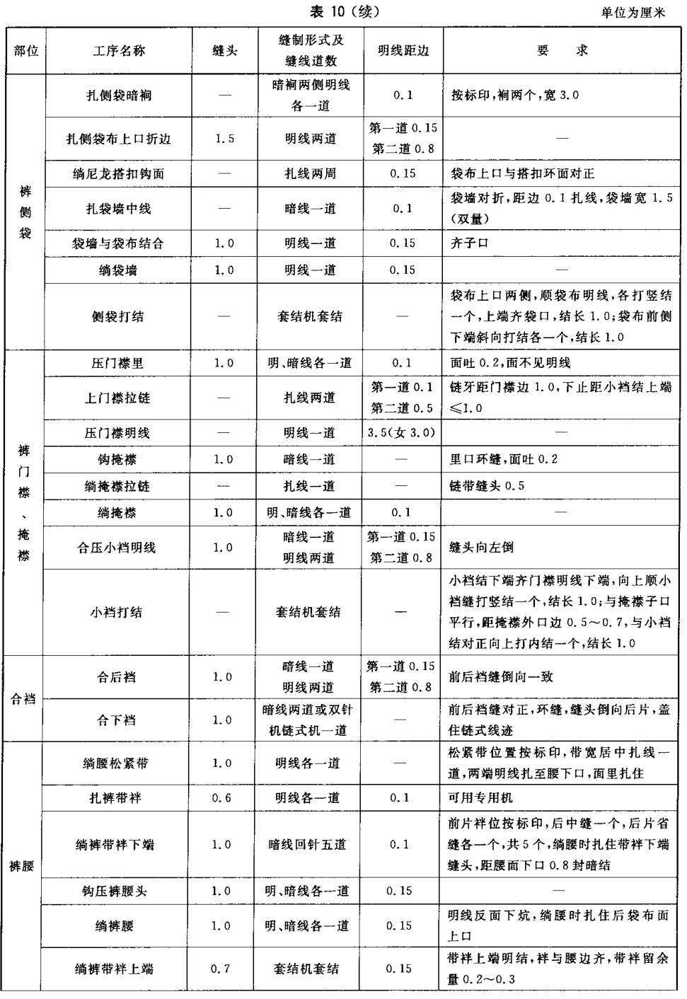 表 10（续）
单位为厘米
部位
工序名称
缝头
缝制形式及
缝线道数
明线距边
要 求
裤侧袋
扎侧袋暗裥
—
暗裥两侧明线
各一道
0.1
按标印,裥两个,宽 3.0
扎侧袋布上口折边
1.5
明线两道
第一道 0.15
第二道 0.8
—
绱尼龙搭扣钩面
—
扎线两周
0.15
袋布上口与搭扣环面对正
扎袋墙中线
—
暗线一道
0.1
袋墙对折,距边 0.1 扎线,袋墙宽 1.5
（双量）
袋墙与袋布结合
1.0
明线一道
0.15
齐子口
绱袋墙
1.0
明线一道
0.15
—
侧袋打结
—
套结机套结
—
袋布上口两侧,顺袋布明线,各打竖结
一个,上端齐袋口,结长 1.0;袋布前侧
下端斜向打结各一个,结长 1.0
裤门襟、掩襟
压门襟里
1.0
明、暗线各一道
0.1
面吐 0.2,面不见明线
上门襟拉链
—
扎线两道
第一道 0.1
第二道 0.5
链牙距门襟边 1.0,下止距小裆结上端
≤1.0
压门襟明线
—
明线一道
3.5(女 3.0)
—
钩掩襟
1.0
暗线一道
—
里口环缝,面吐 0.2
绱掩襟拉链
—
扎线一道
—
链带缝头 0.5
绱掩襟
1.0
明、暗线各一道
0.1
—
合压小裆明线
1.0
暗线一道
明线两道
第一道 0.15
第二道 0.8
缝头向左倒
小裆打结
—
套结机套结
—
小裆结下端齐门襟明线下端,向上顺小
裆缝打竖结一个,结长 1.0;与掩襟子口
平行,距掩襟外口边 0.5～0.7,与小裆
结对正向上打内结一个,结长 1.0
合裆
合后裆
1.0
暗线一道
明线两道
第一道 0.15
第二道 0.8
前后裆缝倒向一致
合下裆
1.0
暗线两道或双针
机链式机一道
—
前后裆缝对正,环缝,缝头倒向后片,盖
住链式线迹
裤腰
绱腰松紧带
1.0
明线各一道
—
松紧带位置按标印,带宽居中扎线一
道,两端明线扎至腰下口,面里扎住
扎裤带袢
0.6
明线各一道
0.1
可用专用机
绱裤带袢下端
1.0
暗线回针五道
0.1
前片袢位按标印,后中缝一个,后片省
缝各一个,共 5 个,绱腰时扎住带袢下端
缝头,距腰面下口 0.8 封暗结
钩压裤腰头
1.0
明、暗线各一道
0.15
—
绱裤腰
1.0
明、暗线各一道
0.15
明线反面下炕,绱腰时扎住后袋布面
上口
绱裤带袢上端
0.7
套结机套结
0.15
带袢上端明结,袢与腰边齐,带袢留余
量 0.2～0.3